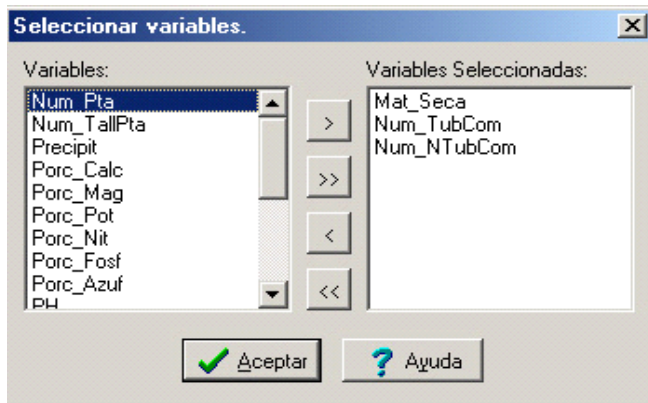 Seleccionar variables.
Variables:
Num_Pta
Num_TallPta
Precipit
Porc_Calc
Porc_Mag
Porc_Pot
Porc_Nit
Porc_Fosf
Porc_Azuf
PH
>
>>
<
<<
Variables Seleccionadas:
Mat_Seca
Num_TubCom
Num_NTubCom
Aceptar
? Ayuda